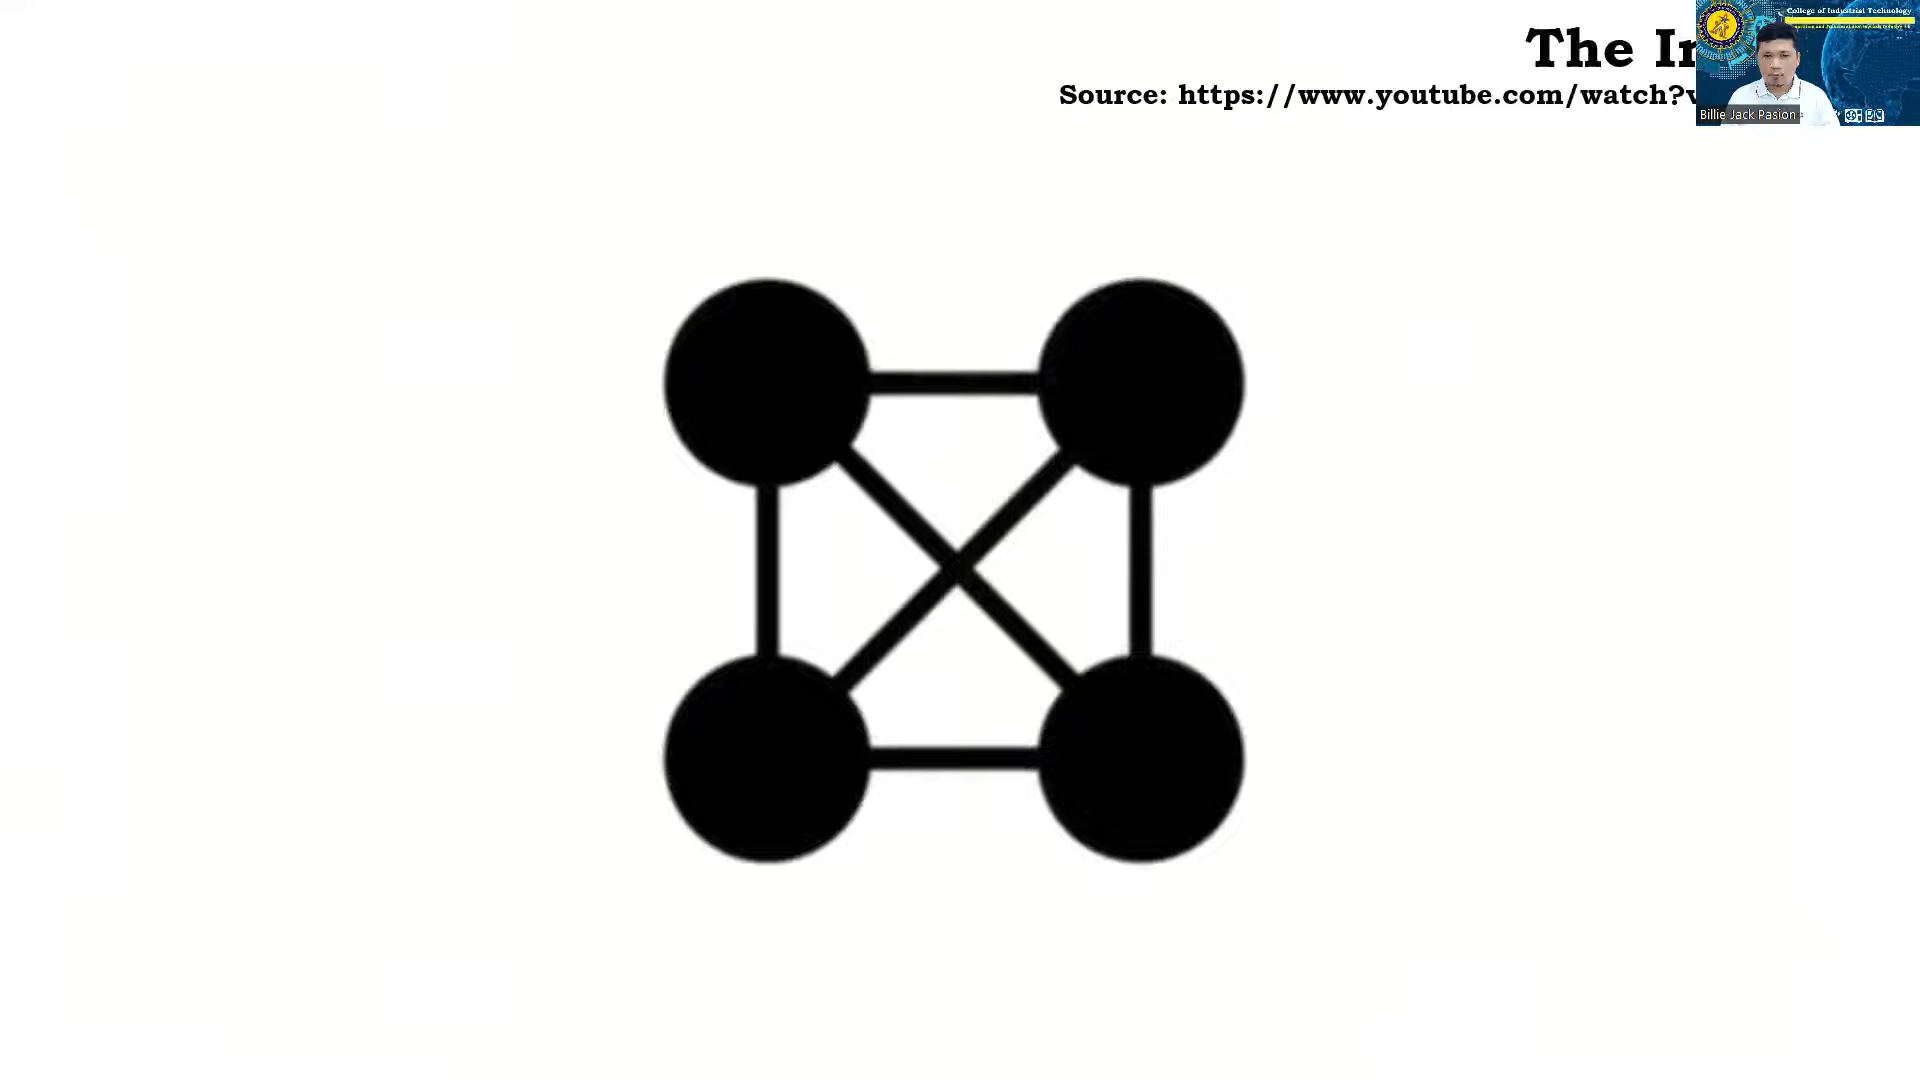 The I
Source: https://www.youtube.com/watch?v
College of Industrial Technology
Billie Jack Pasion